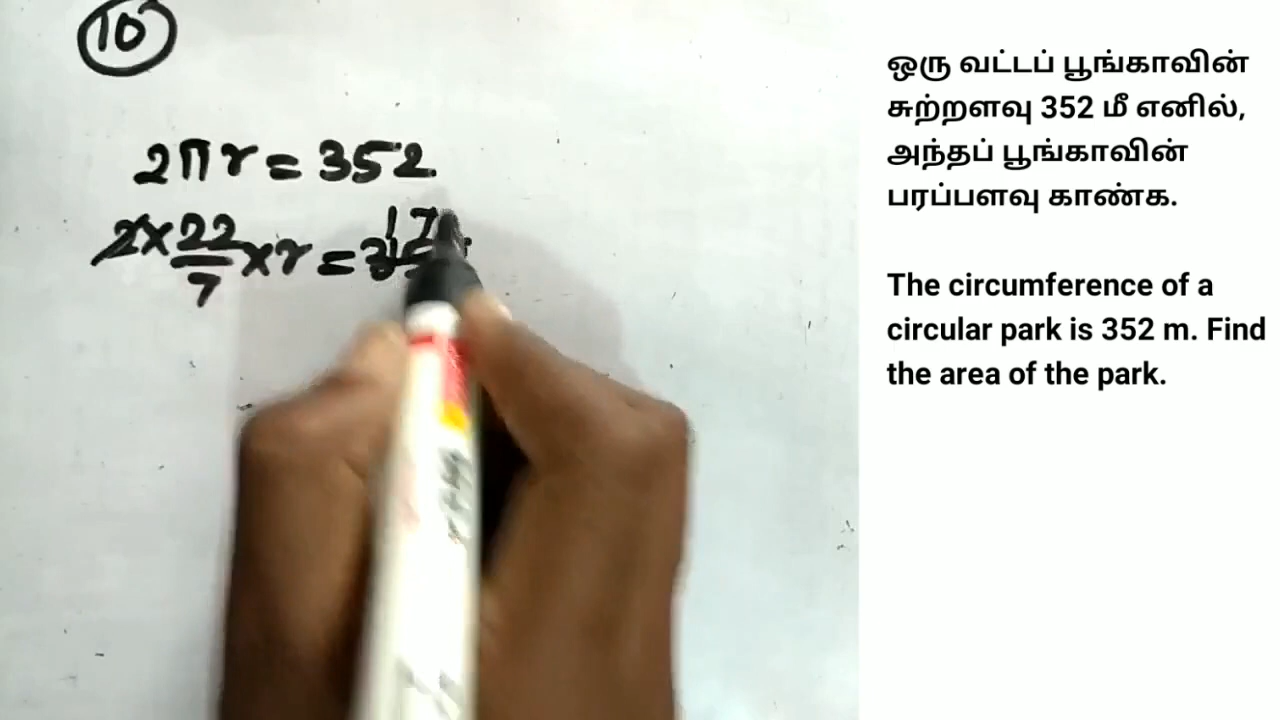 10
2πr = 352
2 × 22/7 × r = 
ஒரு வட்டப் பூங்காவின்
சுற்றளவு 352 மீ எனில்,
அந்தப் பூங்காவின்
பரப்பளவு காண்க.
The circumference of a
circular park is 352 m. Find
the area of the park.